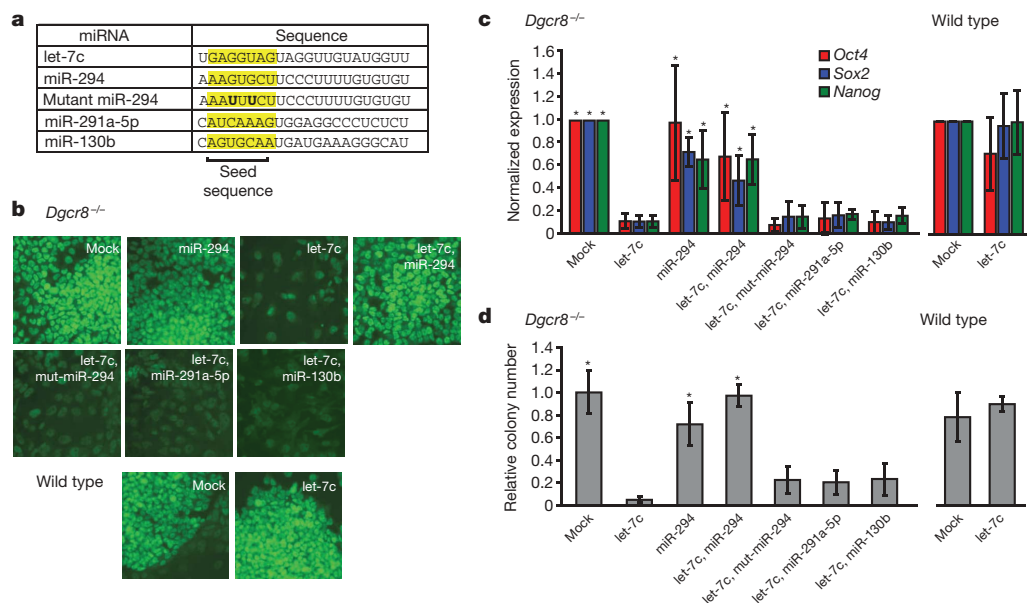 a
miRNA Sequence
let-7c UGAGGUAGUAGGUUGUAUGGUU
miR-294 AAAGUGCUUCCCUUUUGUGUGU
Mutant miR-294 AAAUUUCUUCCCUUUUGUGUGU
miR-291a-5p CAUCAAAGUGGAGGCCCUCUCU
miR-130b CAGUGCAAUGAUGAAAGGGCAU
Seed
sequence
b
Dgcr8–/–
Mock
miR-294
let-7c
let-7c,
miR-294
let-7c,
mut-miR-294
let-7c,
miR-291a-5p
let-7c,
miR-130b
Wild type
Mock
let-7c
c
Dgcr8–/–
Wild type
Normalized expression
1.6
1.4
1.2
1.0
0.8
0.6
0.4
0.2
0
* * * * * * * * *
Oct4
Sox2
Nanog
Mock
let-7c
miR-294
let-7c, miR-294
let-7c, mut-miR-294
let-7c, miR-291a-5p
let-7c, miR-130b
Mock
let-7c
d
Dgcr8–/–
Wild type
Relative colony number
1.4
1.2
1.0
0.8
0.6
0.4
0.2
0
* * *
Mock
let-7c
miR-294
let-7c, miR-294
let-7c, mut-miR-294
let-7c, miR-291a-5p
let-7c, miR-130b
Mock
let-7c